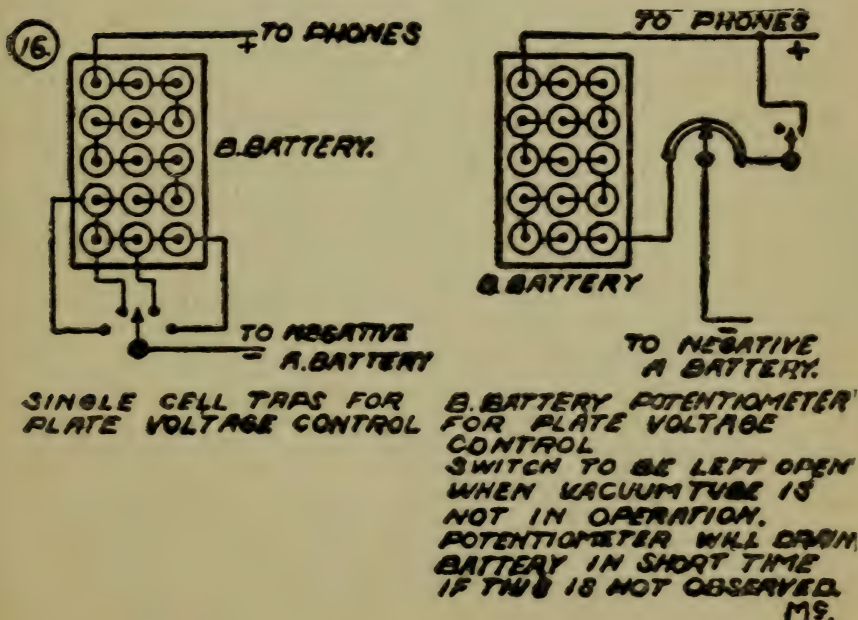 16.
TO PHONES
+
B. BATTERY.
TO NEGATIVE
-
A. BATTERY
SINGLE CELL TAPS FOR
PLATE VOLTAGE CONTROL
TO PHONES
+
B. BATTERY
-
TO NEGATIVE
A BATTERY.
B. BATTERY POTENTIOMETER
FOR PLATE VOLTAGE
CONTROL
SWITCH TO BE LEFT OPEN
WHEN VACUUM TUBE IS
NOT IN OPERATION.
POTENTIOMETER WILL DRAIN
BATTERY IN SHORT TIME
IF THIS IS NOT OBSERVED.